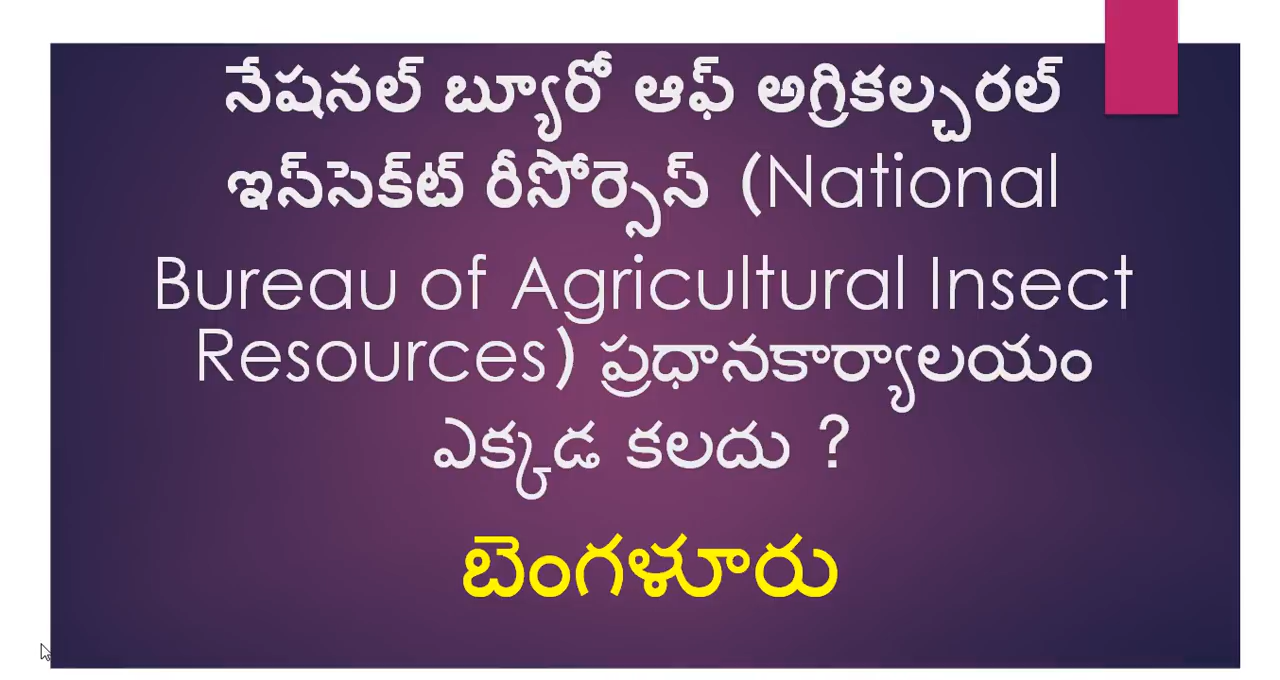 నేషనల్ బ్యూరో ఆఫ్ అగ్రికల్చరల్
ఇన్‌సెక్ట్ రీసోర్సెస్ (National
Bureau of Agricultural Insect
Resources) ప్రధానకార్యాలయం
ఎక్కడ కలదు ?
బెంగళూరు